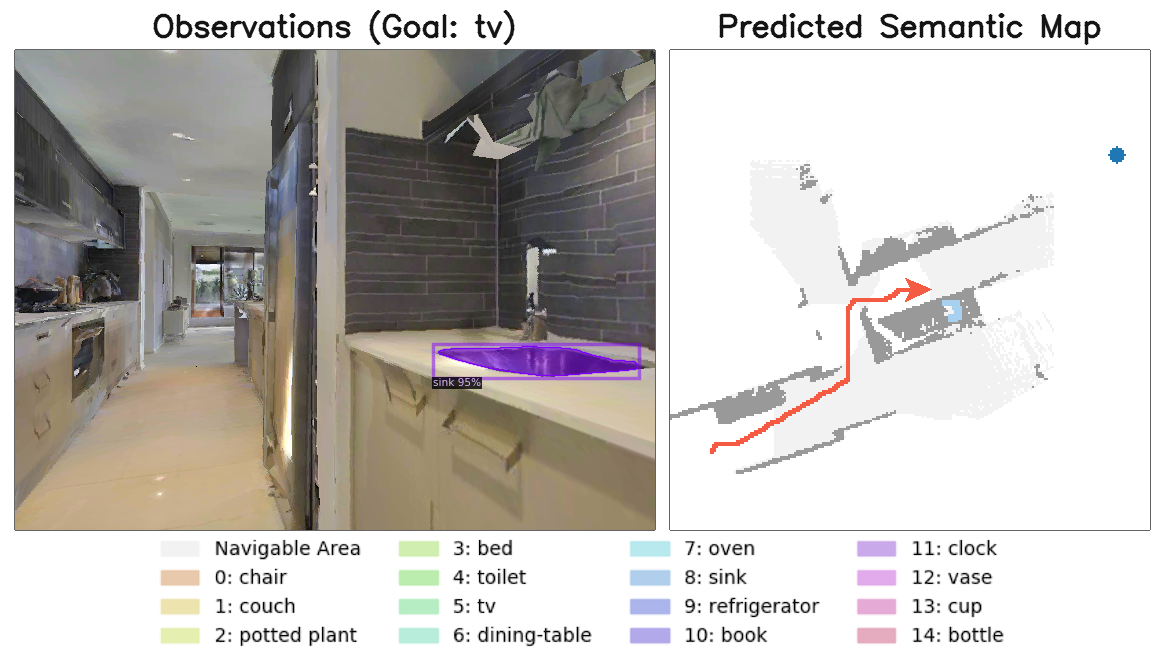 Observations (Goal: tv)
Predicted Semantic Map
sink 95%
Navigable Area
0: chair
1: couch
2: potted plant
3: bed
4: toilet
5: tv
6: dining-table
7: oven
8: sink
9: refrigerator
10: book
11: clock
12: vase
13: cup
14: bottle